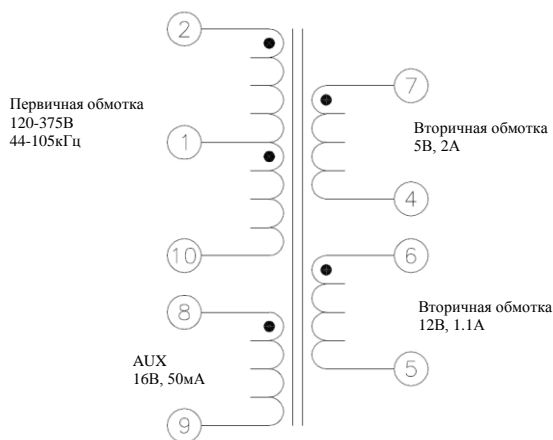 2
7
Первичная обмотка
120-375В
44-105кГц
1
Вторичная обмотка
5В, 2А
4
10
6
8
Вторичная обмотка
12В, 1.1А
AUX
16В, 50мА
5
9